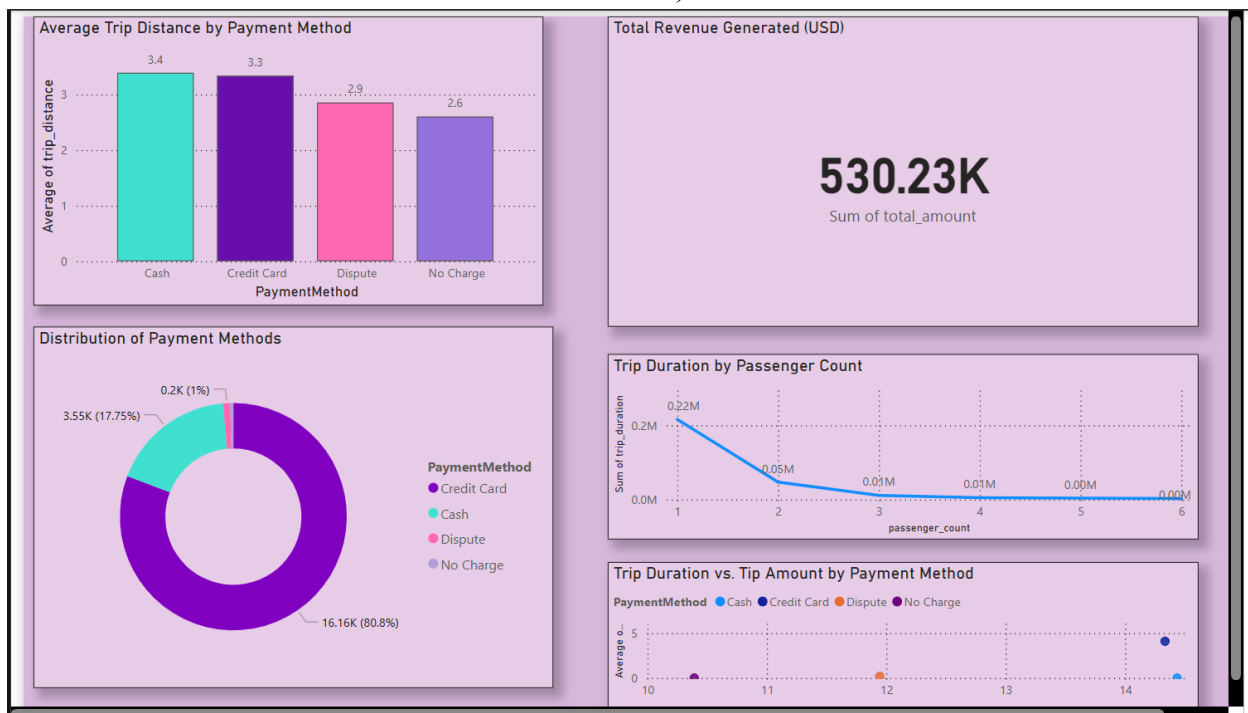 Average Trip Distance by Payment Method
Average of trip_distance
3
2
1
0
3.4
3.3
2.9
2.6
Cash
Credit Card
Dispute
No Charge
PaymentMethod
Total Revenue Generated (USD)
530.23K
Sum of total_amount
Distribution of Payment Methods
0.2K (1%)
3.55K (17.75%)
16.16K (80.8%)
PaymentMethod
Credit Card
Cash
Dispute
No Charge
Trip Duration by Passenger Count
Sum of trip_duration
0.2M
0.0M
0.22M
0.05M
0.01M
0.01M
0.00M
0.00M
1
2
3
4
5
6
passenger_count
Trip Duration vs. Tip Amount by Payment Method
PaymentMethod Cash Credit Card Dispute No Charge
Average o...
5
0
10
11
12
13
14